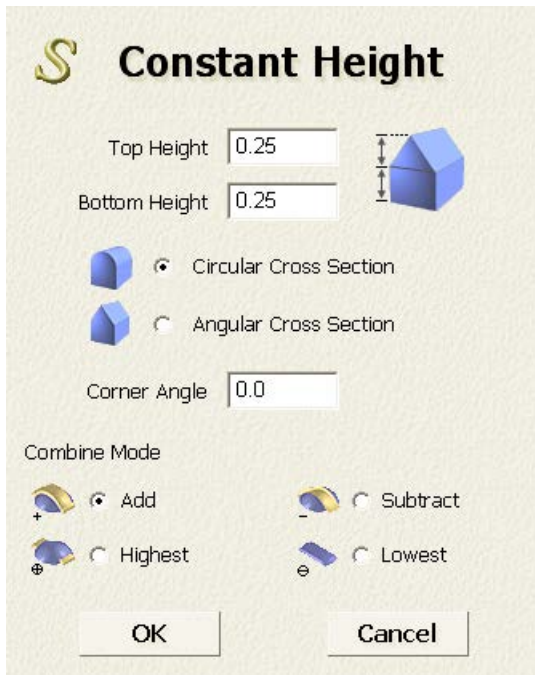 S Constant Height
Top Height 0.25
Bottom Height 0.25
Circular Cross Section
Angular Cross Section
Corner Angle 0.0
Combine Mode
Add Subtract
Highest Lowest
OK Cancel